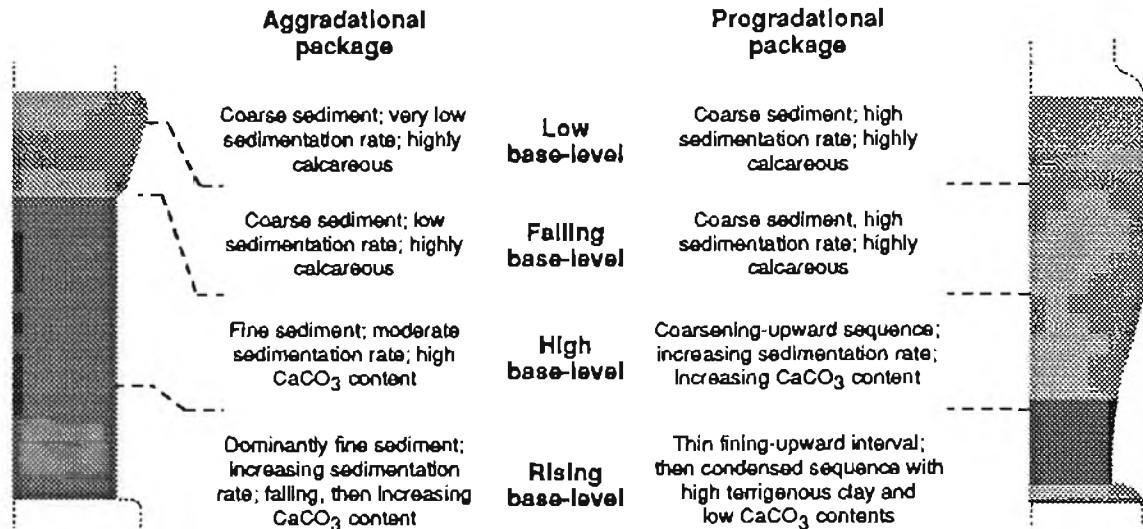 Aggradational
package
Progradational
package
Coarse sediment; very low
sedimentation rate; highly
calcareous
Low
base-level
Coarse sediment; high
sedimentation rate; highly
calcareous
Coarse sediment; low
sedimentation rate; highly
calcareous
Falling
base-level
Coarse sediment, high
sedimentation rate; highly
calcareous
Fine sediment; moderate
sedimentation rate; high
CaCO₃ content
High
base-level
Coarsening-upward sequence;
increasing sedimentation rate;
increasing CaCO₃ content
Dominantly fine sediment;
increasing sedimentation
rate; falling, then increasing
CaCO₃ content
Rising
base-level
Thin fining-upward interval;
then condensed sequence with
high terrigenous clay and
low CaCO₃ contents